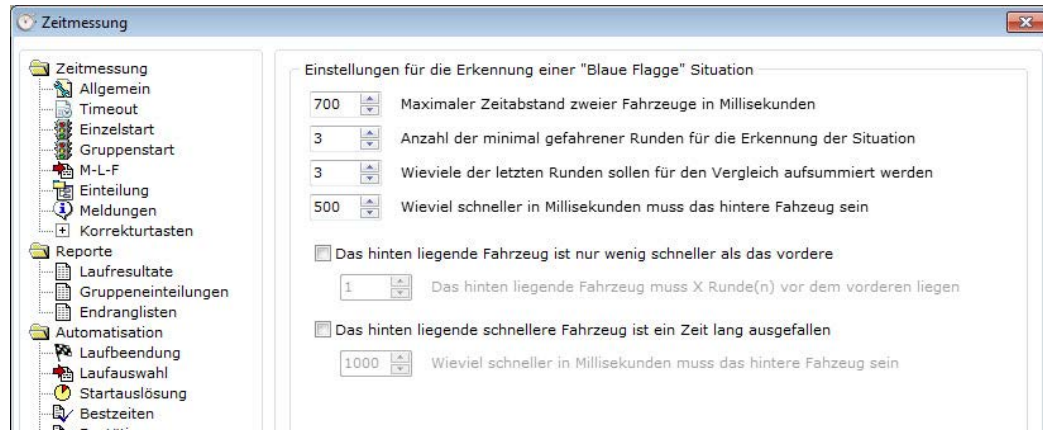 Zeitmessung
Zeitmessung
Allgemein
Timeout
Einzelstart
Gruppenstart
M-L-F
Einteilung
Meldungen
Korrekturtasten
Reporte
Laufresultate
Gruppeneinteilungen
Endranglisten
Automatisation
Laufbeendung
Laufauswahl
Startauslösung
Bestzeiten
Einstellungen für die Erkennung einer "Blaue Flagge" Situation
700 Maximaler Zeitabstand zweier Fahrzeuge in Millisekunden
3 Anzahl der minimal gefahrener Runden für die Erkennung der Situation
3 Wieviele der letzten Runden sollen für den Vergleich aufsummiert werden
500 Wieviel schneller in Millisekunden muss das hintere Fahzeug sein
Das hinten liegende Fahrzeug ist nur wenig schneller als das vordere
1 Das hinten liegende Fahrzeug muss X Runde(n) vor dem vorderen liegen
Das hinten liegende schnellere Fahrzeug ist ein Zeit lang ausgefallen
1000 Wieviel schneller in Millisekunden muss das hintere Fahzeug sein